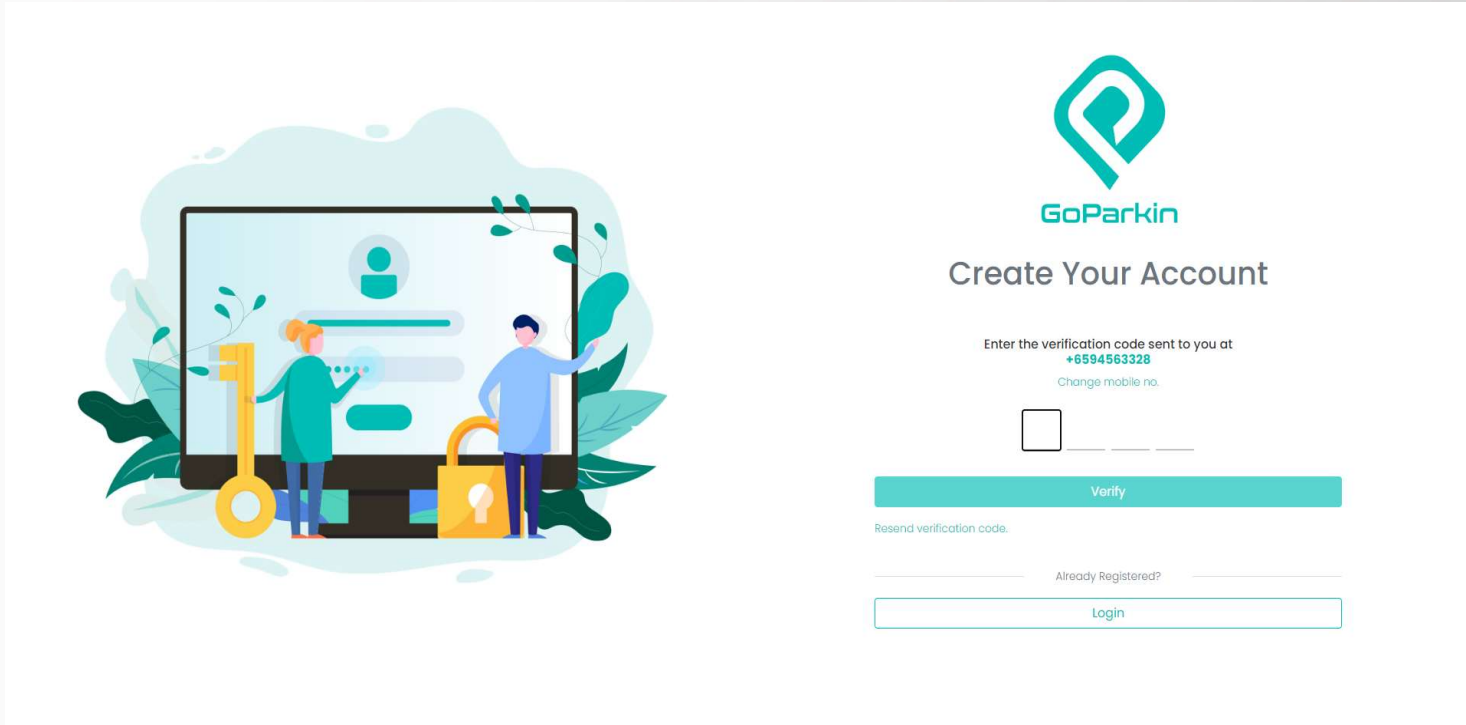 GoParkin
Create Your Account
Enter the verification code sent to you at
+6594563328
Change mobile no.
Verify
Resend verification code.
Already Registered?
Login